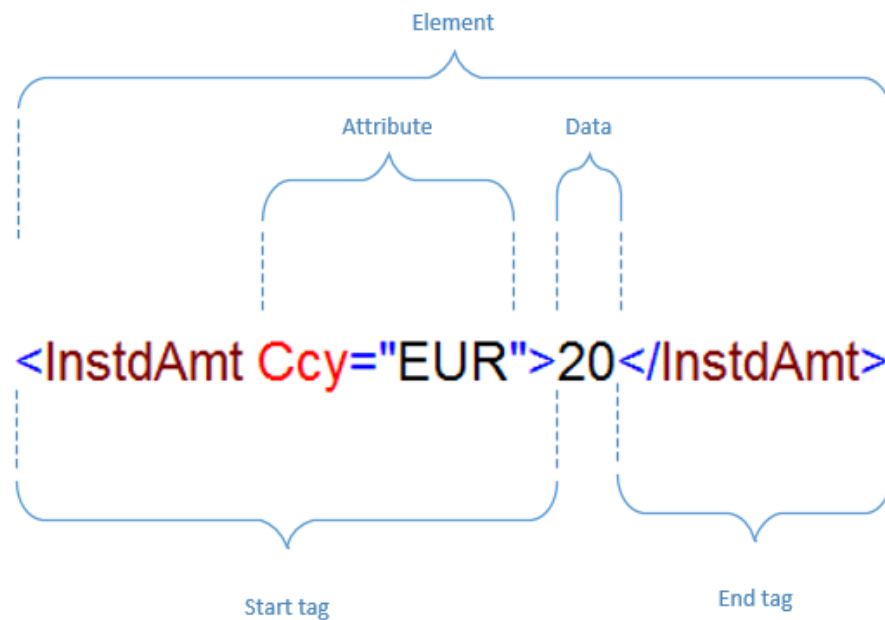 Element
Attribute Data
<InstdAmt Ccy="EUR">20</InstdAmt>
Start tag End tag